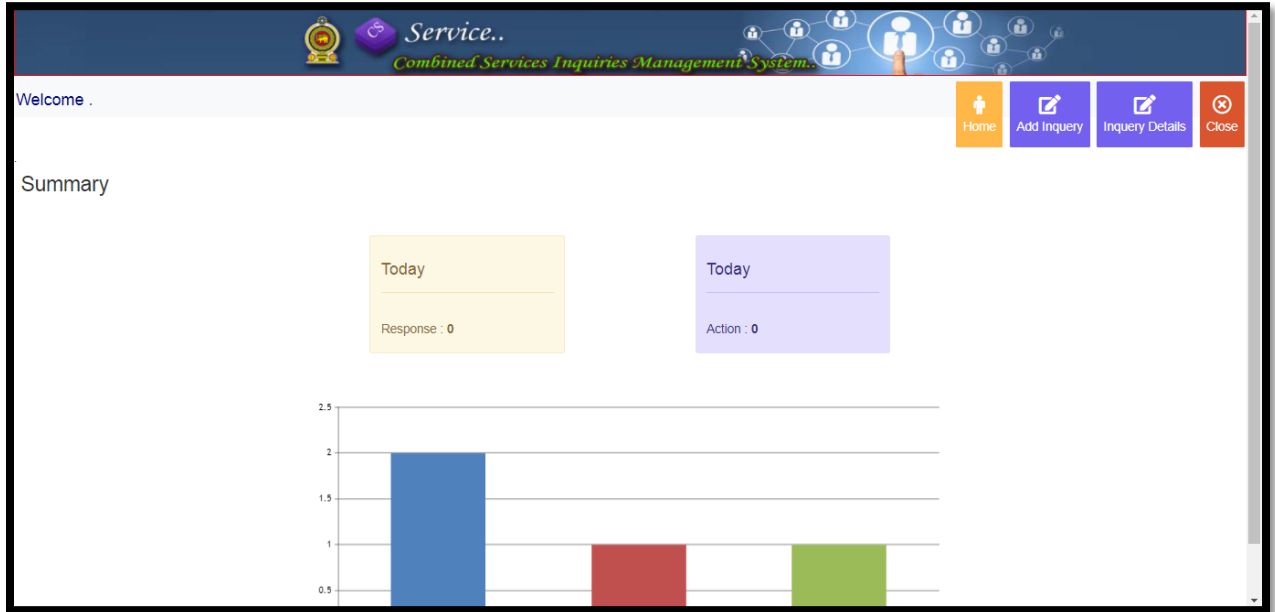 CS
Service..
Combined Services Inquiries Management System..
Welcome .
Home
Add Inquery
Inquery Details
Close
Summary
Today
Response : 0
Today
Action : 0
2.5
2
1.5
1
0.5